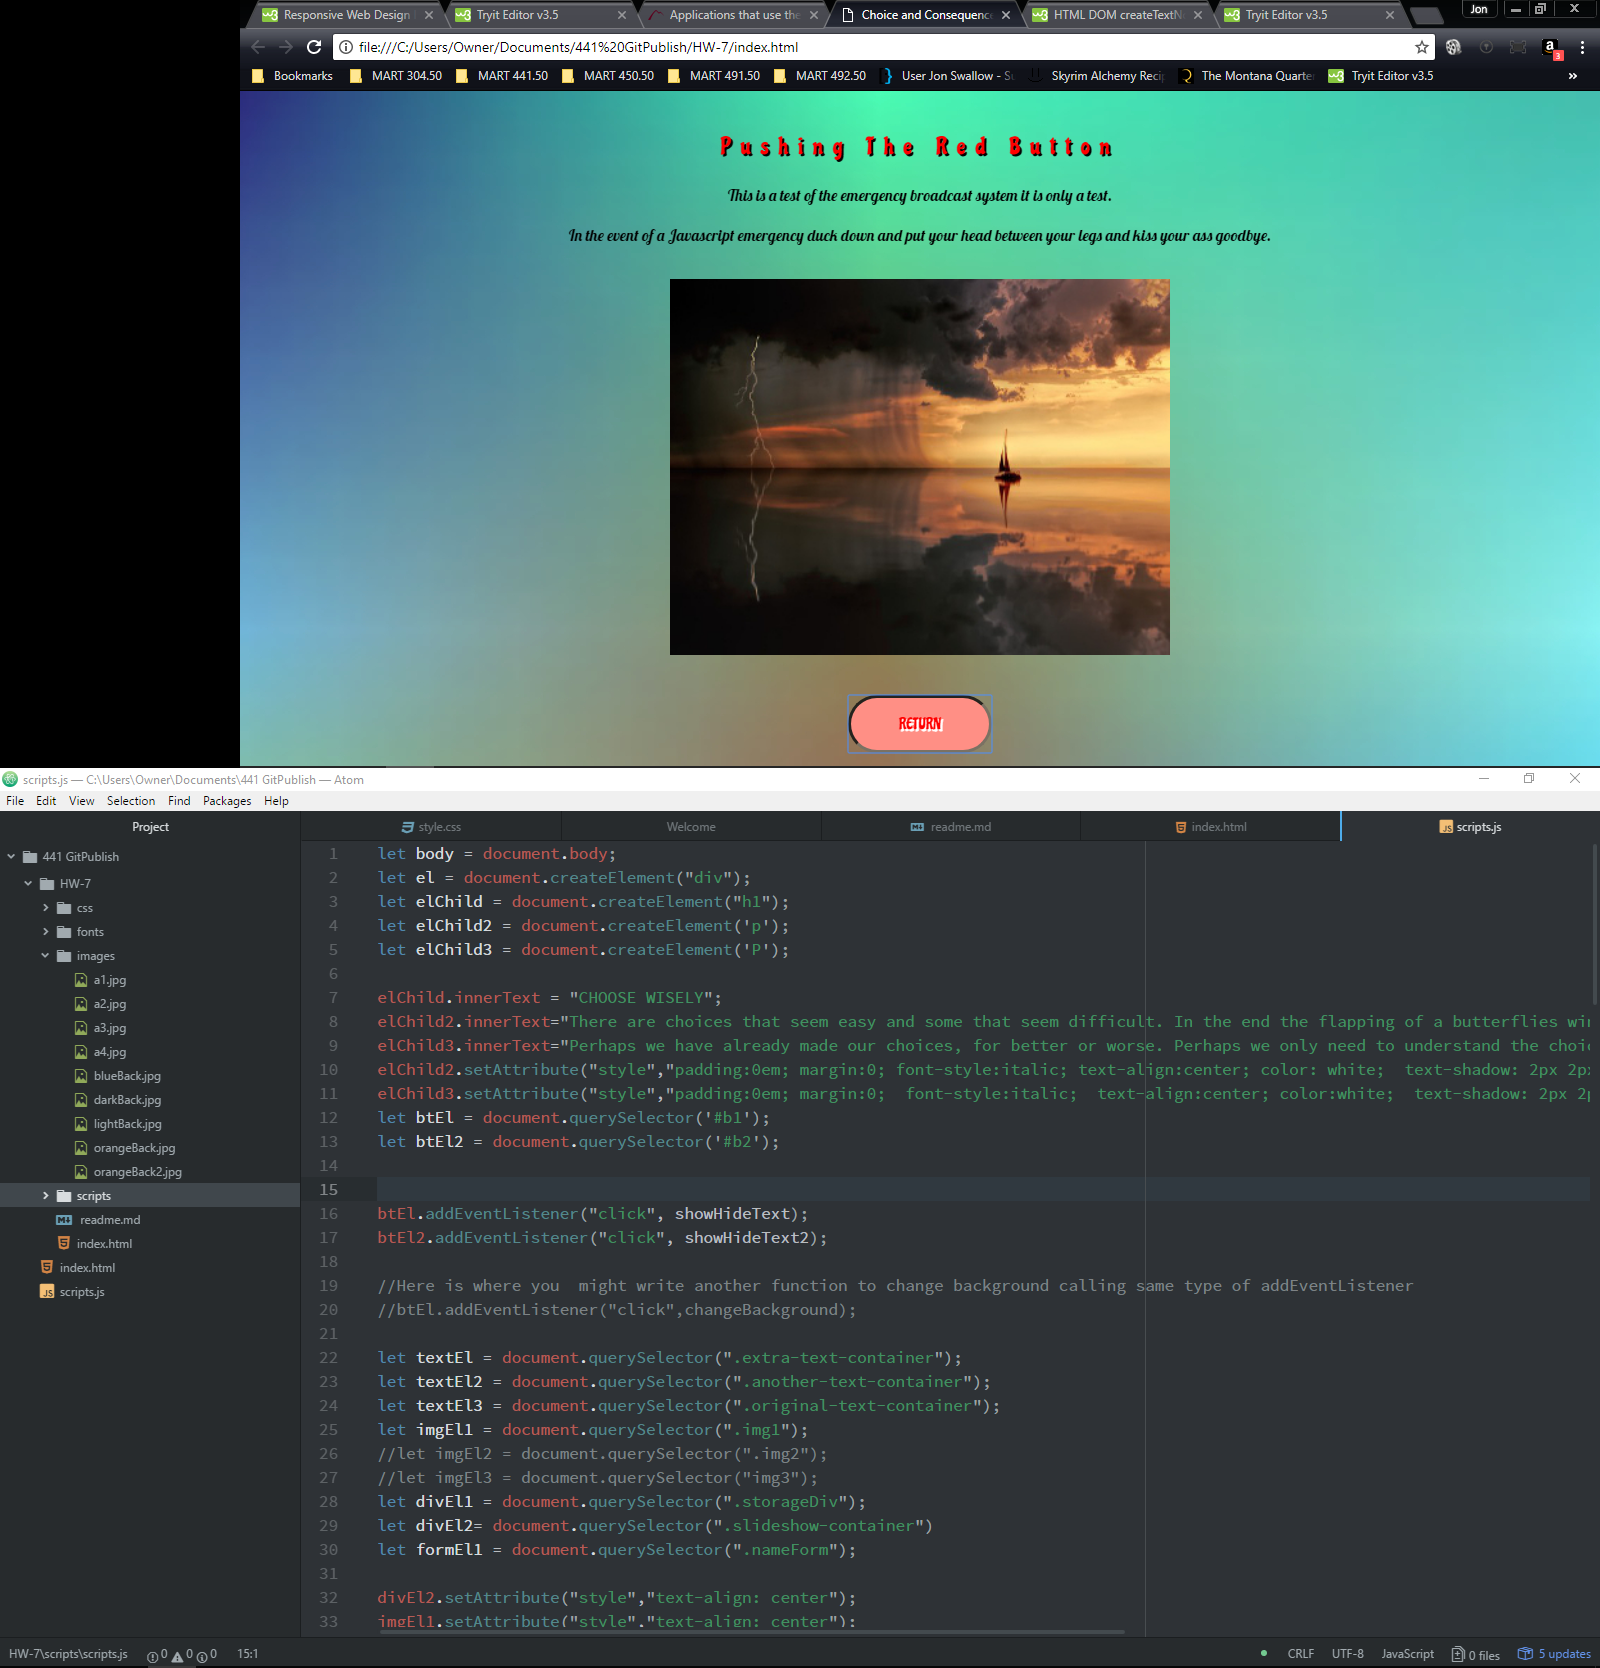 Responsive Web Design
Tryit Editor v3.5
Applications that use the
Choice and Consequenc
HTML DOM createTextN
Tryit Editor v3.5
Jon
file:///C:/Users/Owner/Documents/441%20GitPublish/HW-7/index.html
3
Bookmarks
MART 304.50
MART 441.50
MART 450.50
MART 491.50
MART 492.50
User Jon Swallow - Su
Skyrim Alchemy Reci
The Montana Quarte
Tryit Editor v3.5
»
Pushing The Red Button
This is a test of the emergency broadcast system it is only a test.
In the event of a Javascript emergency duck down and put your head between your legs and kiss your ass goodbye.
RETURN
scripts.js — C:\Users\Owner\Documents\441 GitPublish — Atom
File Edit View Selection Find Packages Help
Project
441 GitPublish
HW-7
css
fonts
images
a1.jpg
a2.jpg
a3.jpg
a4.jpg
blueBack.jpg
darkBack.jpg
lightBack.jpg
orangeBack.jpg
orangeBack2.jpg
scripts
readme.md
index.html
index.html
scripts.js
style.css
Welcome
readme.md
index.html
scripts.js
1 let body = document.body;
2 let el = document.createElement("div");
3 let elChild = document.createElement("h1");
4 let elChild2 = document.createElement('p');
5 let elChild3 = document.createElement('P');
6
7 elChild.innerText = "CHOOSE WISELY";
8 elChild2.innerText="There are choices that seem easy and some that seem difficult. In the end the flapping of a butterflies win
9 elChild3.innerText="Perhaps we have already made our choices, for better or worse. Perhaps we only need to understand the choic
10 elChild2.setAttribute("style","padding:0em; margin:0; font-style:italic; text-align:center; color: white;  text-shadow: 2px 2px
11 elChild3.setAttribute("style","padding:0em; margin:0;  font-style:italic;  text-align:center; color:white;  text-shadow: 2px 2p
12 let btEl = document.querySelector('#b1');
13 let btEl2 = document.querySelector('#b2');
14
15
16 btEl.addEventListener("click", showHideText);
17 btEl2.addEventListener("click", showHideText2);
18
19 //Here is where you  might write another function to change background calling same type of addEventListener
20 //btEl.addEventListener("click",changeBackground);
21
22 let textEl = document.querySelector(".extra-text-container");
23 let textEl2 = document.querySelector(".another-text-container");
24 let textEl3 = document.querySelector(".original-text-container");
25 let imgEl1 = document.querySelector(".img1");
26 //let imgEl2 = document.querySelector(".img2");
27 //let imgEl3 = document.querySelector("img3");
28 let divEl1 = document.querySelector(".storageDiv");
29 let divEl2= document.querySelector(".slideshow-container")
30 let formEl1 = document.querySelector(".nameForm");
31
32 divEl2.setAttribute("style","text-align: center");
33 imgEl1.setAttribute("style","text-align: center");
HW-7\scripts\scripts.js 0 0 0 15:1
CRLF UTF-8 JavaScript 0 files 5 updates